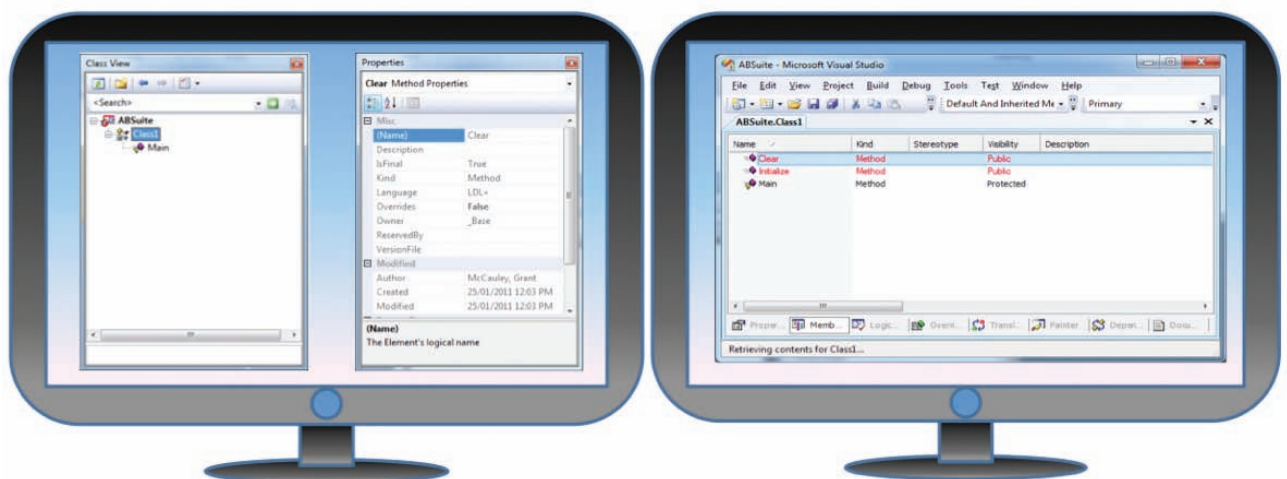 Class View
<Search>
ABSuite
Class1
Main
Properties
Clear Method Properties
Misc
(Name) Clear
Description
IsFinal True
Kind Method
Language LDL+
Overrides False
Owner _Base
ReservedBy
VersionFile
Modified
Author McCauley, Grant
Created 25/01/2011 12:03 PM
Modified 25/01/2011 12:03 PM
(Name)
The Element's logical name
ABSuite - Microsoft Visual Studio
File Edit View Project Build Debug Tools Test Window Help
Default And Inherited Me Primary
ABSuite.Class1
Name Kind Stereotype Visibility Description
Clear Method Public
Initialize Method Public
Main Method Protected
Proper... Memb... Logic... Overri... Transl... Painter Depen... Docu...
Retrieving contents for Class1...